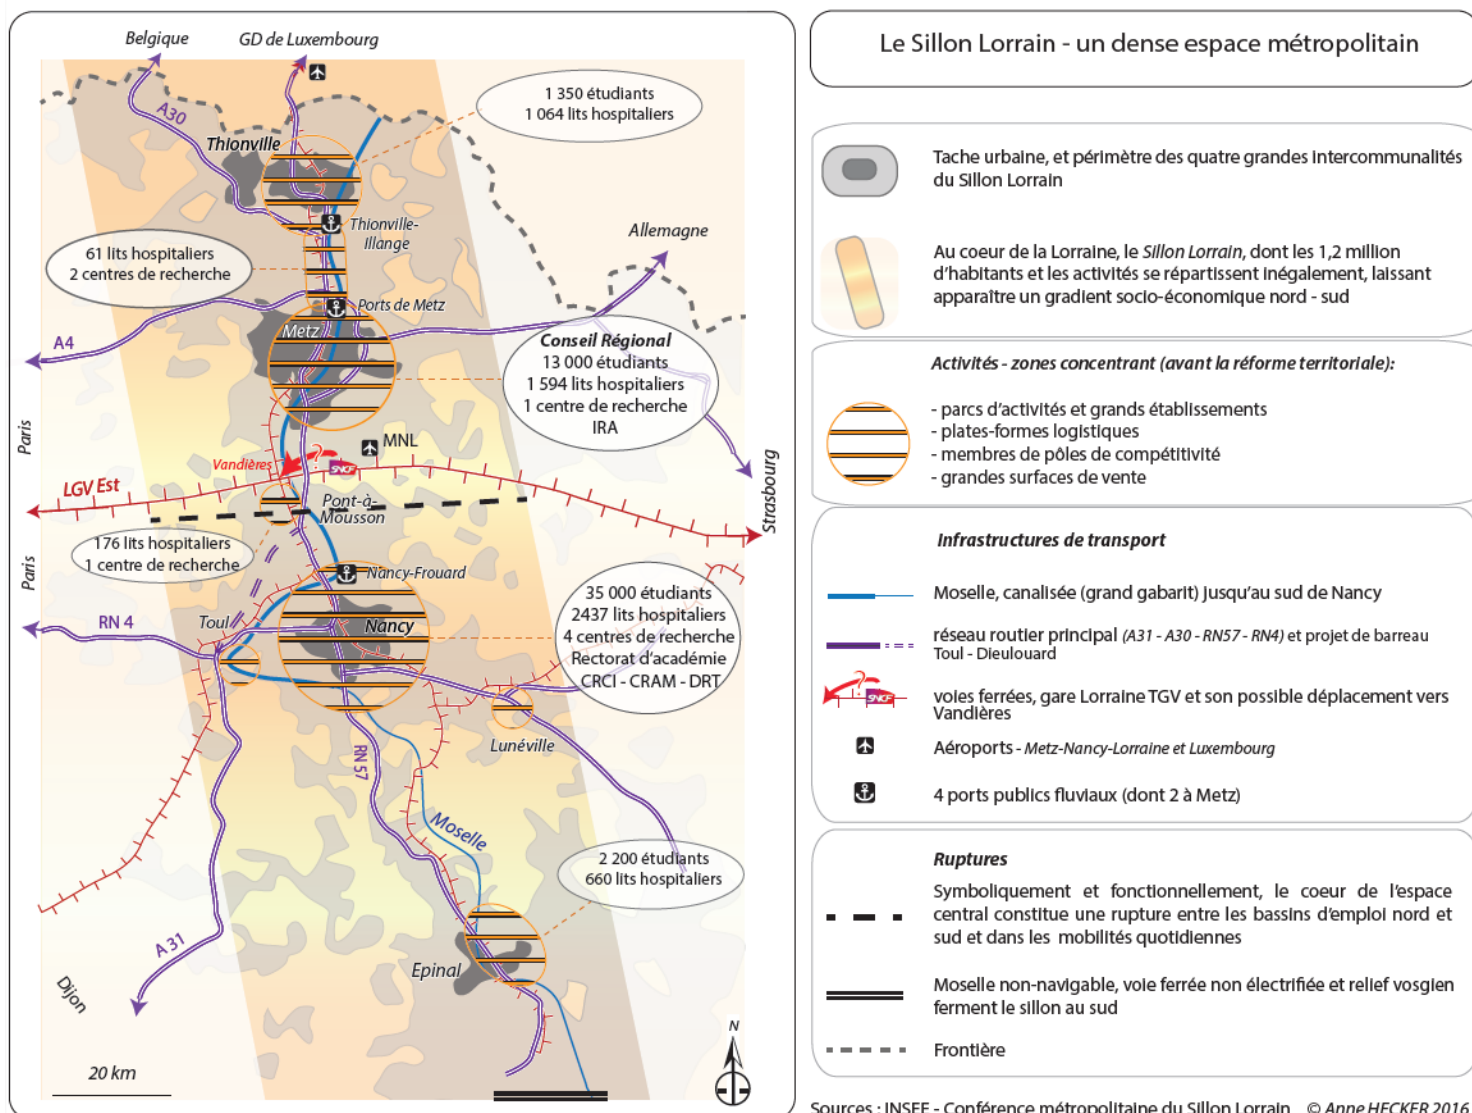 Belgique
GD de Luxembourg
A30
1 350 étudiants
1 064 lits hospitaliers
Thionville
Thionville-
Illange
Allemagne
61 lits hospitaliers
2 centres de recherche
Ports de Metz
Metz
A4
Conseil Régional
13 000 étudiants
1 594 lits hospitaliers
1 centre de recherche
IRA
Paris
MNL
?
SNCF
Vandières
LGV Est
Pont-à-
Mousson
Strasbourg
176 lits hospitaliers
1 centre de recherche
Paris
Nancy-Frouard
35 000 étudiants
2437 lits hospitaliers
4 centres de recherche
Rectorat d'académie
CRCI - CRAM - DRT
RN 4
Toul
Nancy
Lunéville
RN 57
Moselle
2 200 étudiants
660 lits hospitaliers
A 31
Epinal
Dijon
20 km
N
Le Sillon Lorrain - un dense espace métropolitain
Tache urbaine, et périmètre des quatre grandes intercommunalités
du Sillon Lorrain
Au coeur de la Lorraine, le Sillon Lorrain, dont les 1,2 million
d'habitants et les activités se répartissent inégalement, laissant
apparaître un gradient socio-économique nord - sud
Activités - zones concentrant (avant la réforme territoriale):
- parcs d'activités et grands établissements
- plates-formes logistiques
- membres de pôles de compétitivité
- grandes surfaces de vente
Infrastructures de transport
Moselle, canalisée (grand gabarit) Jusqu'au sud de Nancy
réseau routier principal (A31 - A30 - RN57 - RN4) et projet de barreau
Toul - Dieulouard
?
SNCF
voies ferrées, gare Lorraine TGV et son possible déplacement vers
Vandières
Aéroports - Metz-Nancy-Lorraine et Luxembourg
4 ports publics fluviaux (dont 2 à Metz)
Ruptures
Symboliquement et fonctionnellement, le coeur de l'espace
central constitue une rupture entre les bassins d'emploi nord et
sud et dans les mobilités quotidiennes
Moselle non-navigable, voie ferrée non électrifiée et relief vosgien
ferment le sillon au sud
Frontière
Sources : INSEE - Conférence métropolitaine du Sillon Lorrain © Anne HECKER 2016